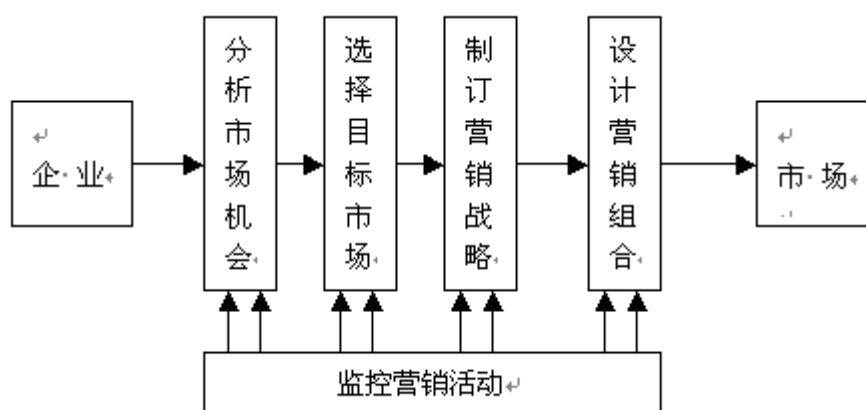 企业
分析市场机会
选择目标市场
制订营销战略
设计营销组合
市场
监控营销活动